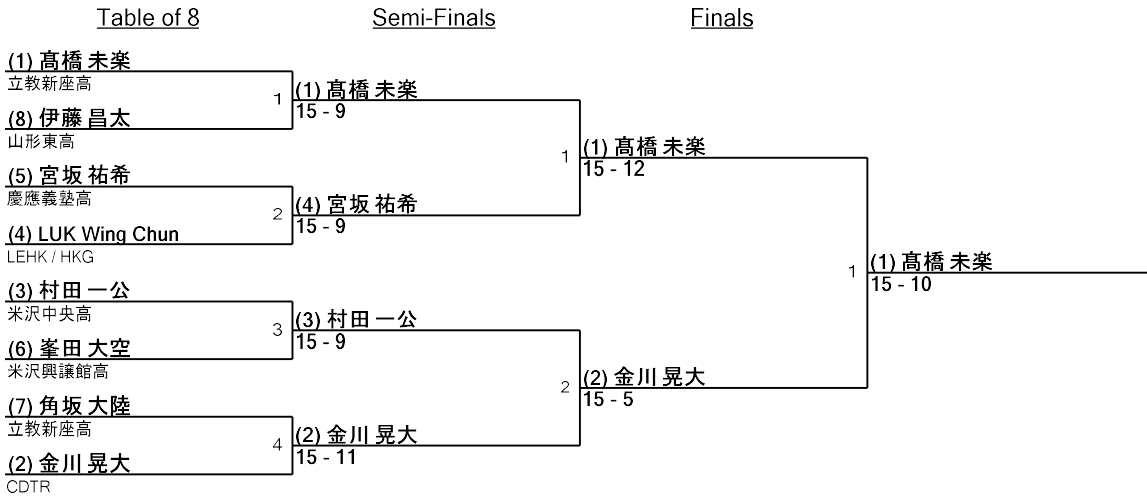 Table of 8
Semi-Finals
Finals
(1)髙橋 未楽
立教新座高
1
(8) 伊藤 昌太
山形東高
(1) 髙橋 未楽
15 - 9
(5) 宮坂 祐希
慶應義塾高
2
(4) LUK Wing Chun
LEHK / HKG
(4) 宮坂 祐希
15 - 9
1
(1) 髙橋 未楽
15 - 12
(3) 村田 一公
米沢中央高
3
(6) 峯田 大空
米沢興譲館高
(3) 村田 一公
15 - 9
(7) 角坂 大陸
立教新座高
4
(2) 金川 晃大
CDTR
(2) 金川 晃大
15 - 11
2
(2) 金川 晃大
15 - 5
1
(1) 髙橋 未楽
15 - 10